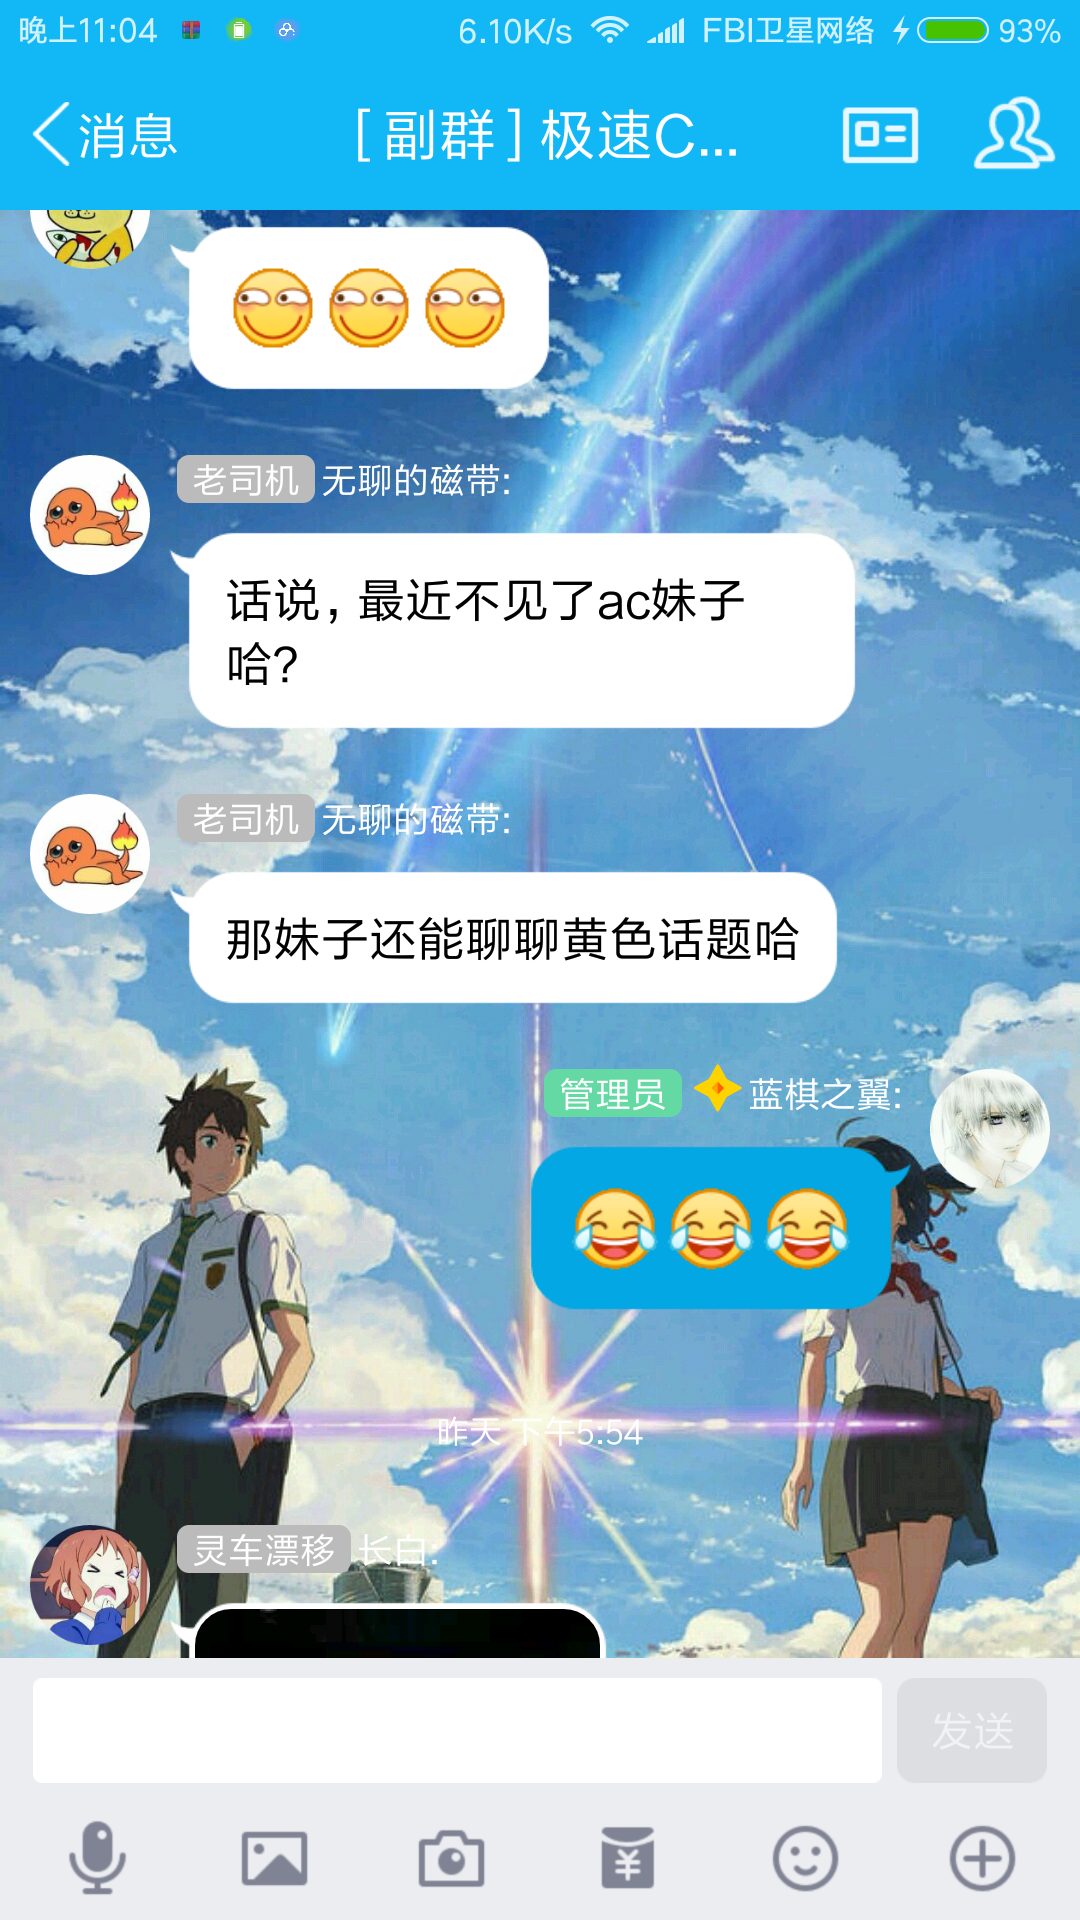 晚上11:04 6.10K/s FBI卫星网络 93%
消息 [副群]极速C...
老司机 无聊的磁带:
话说,最近不见了ac妹子
哈?
老司机 无聊的磁带:
那妹子还能聊聊黄色话题哈
管理员 蓝棋之翼:
昨天 下午5:54
灵车漂移 长白:
发送